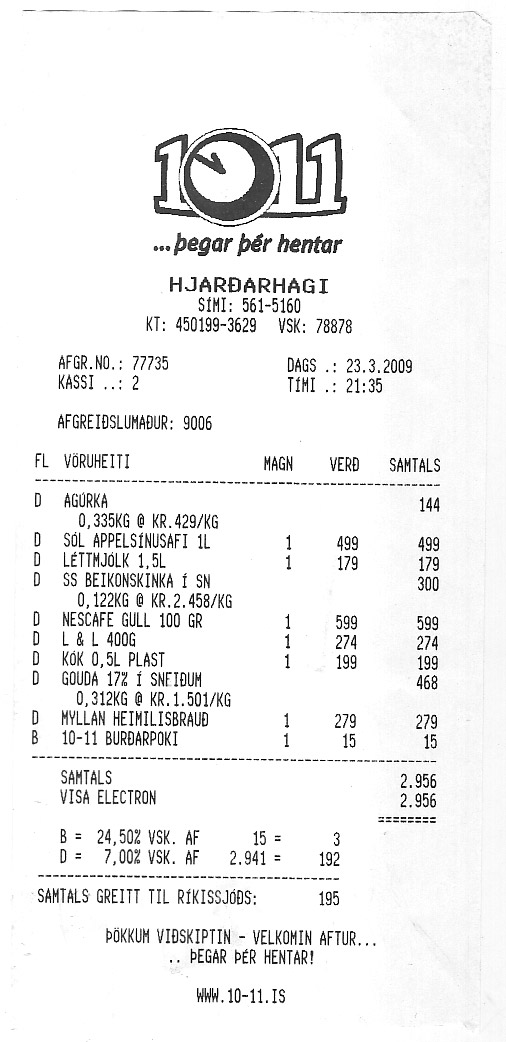 1011
...þegar þér hentar
HJARÐARHAGI
SÍMI: 561-5160
KT: 450199-3629 VSK: 78878
AFGR.NO.: 77735 DAGS .: 23.3.2009
KASSI ..: 2 TÍMI .: 21:35
AFGREIÐSLUMAÐUR: 9006
FL VÖRUHEITI MAGN VERÐ SAMTALS
D AGÚRKA 144
0,335KG @ KR.429/KG
D SÓL APPELSÍNUSAFI 1L 1 499 499
D LÉTTMJÓLK 1,5L 1 179 179
D SS BEIKONSKINKA Í SN 300
0,122KG @ KR.2.458/KG
D NESCAFE GULL 100 GR 1 599 599
D L & L 400G 1 274 274
D KÓK 0,5L PLAST 1 199 199
D GOUDA 17% Í SNEIÐUM 468
0,312KG @ KR.1.501/KG
D MYLLAN HEIMILISBRAUÐ 1 279 279
B 10-11 BURÐARPOKI 1 15 15
SAMTALS 2.956
VISA ELECTRON 2.956
========
B = 24,50% VSK. AF 15 = 3
D = 7,00% VSK. AF 2.941 = 192
SAMTALS GREITT TIL RÍKISSJÓÐS: 195
ÞÖKKUM VIÐSKIPTIN - VELKOMIN AFTUR...
.. ÞEGAR ÞÉR HENTAR!
WWW.10-11.IS